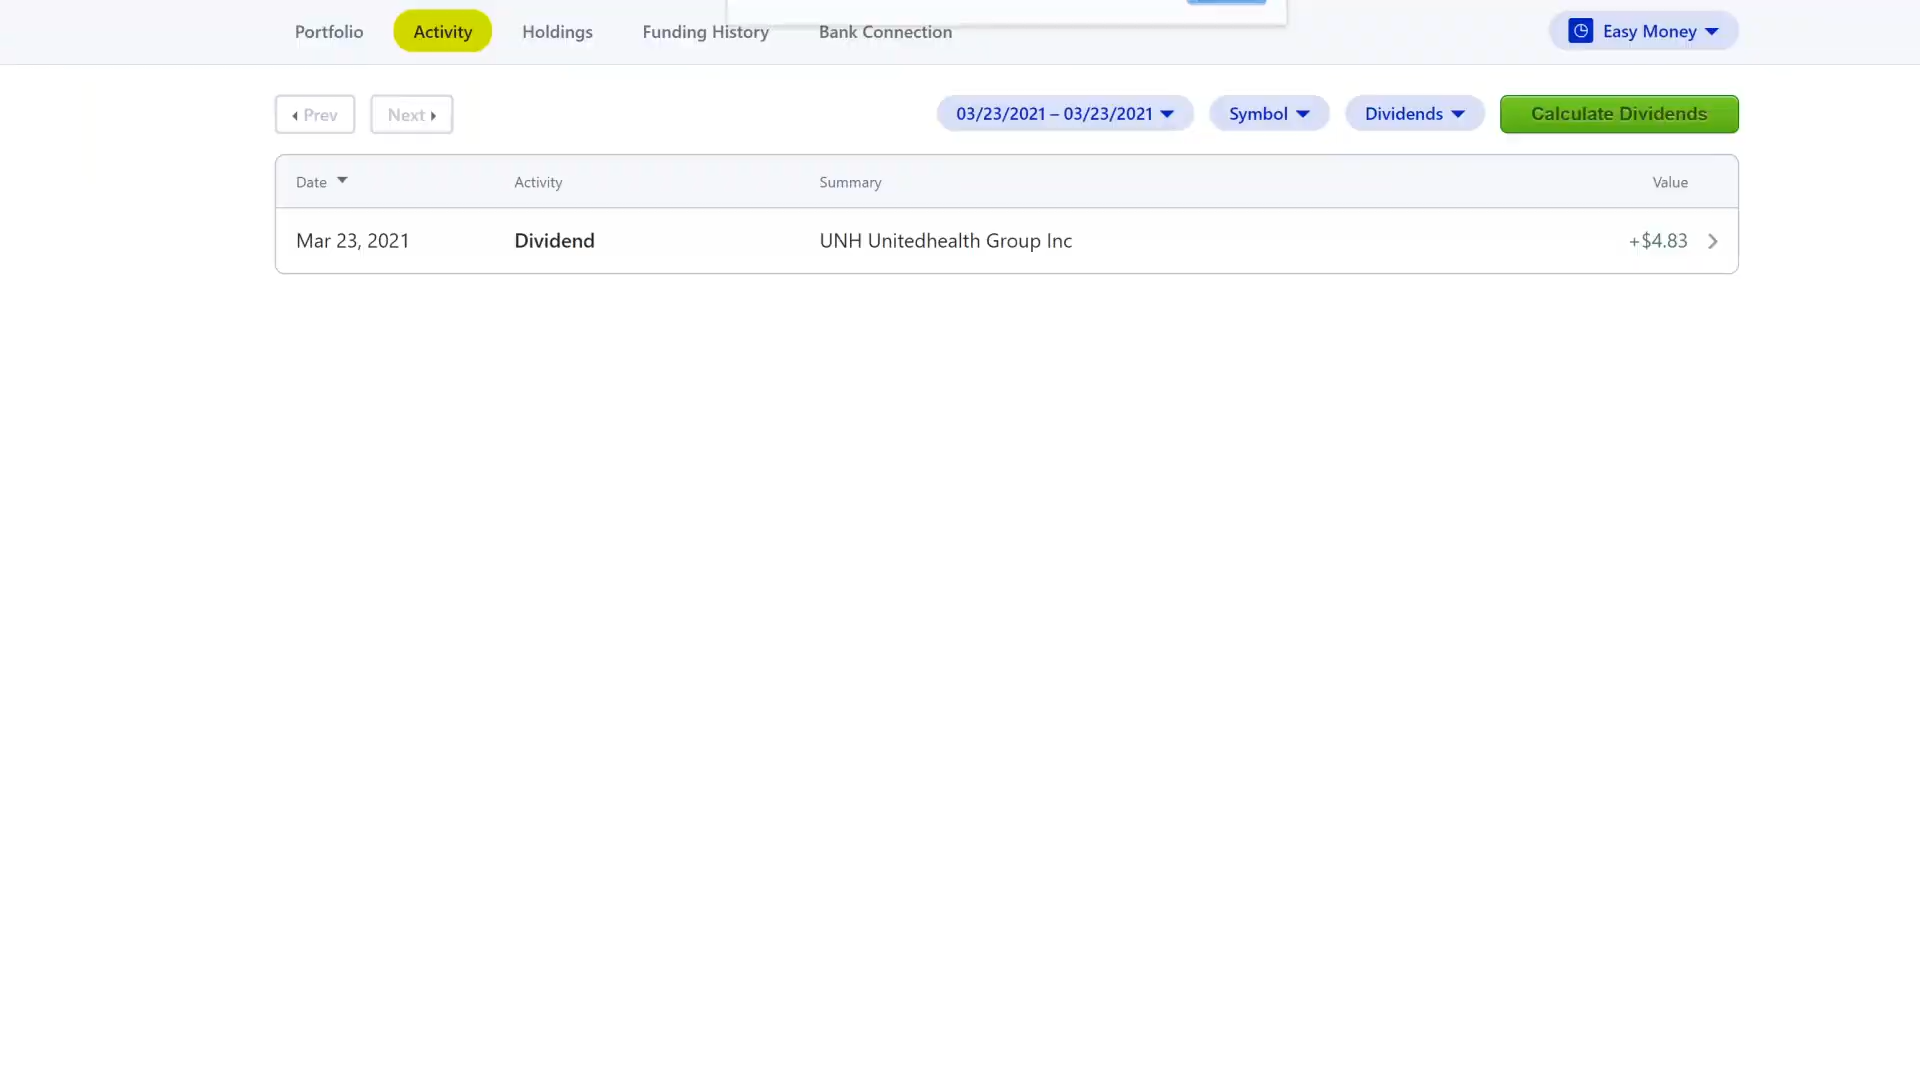 Portfolio
Activity
Holdings
Funding History
Bank Connection
Easy Money
Prev
Next
03/23/2021 – 03/23/2021
Symbol
Dividends
Calculate Dividends
Date
Activity
Summary
Value
Mar 23, 2021
Dividend
UNH Unitedhealth Group Inc
+$4.83